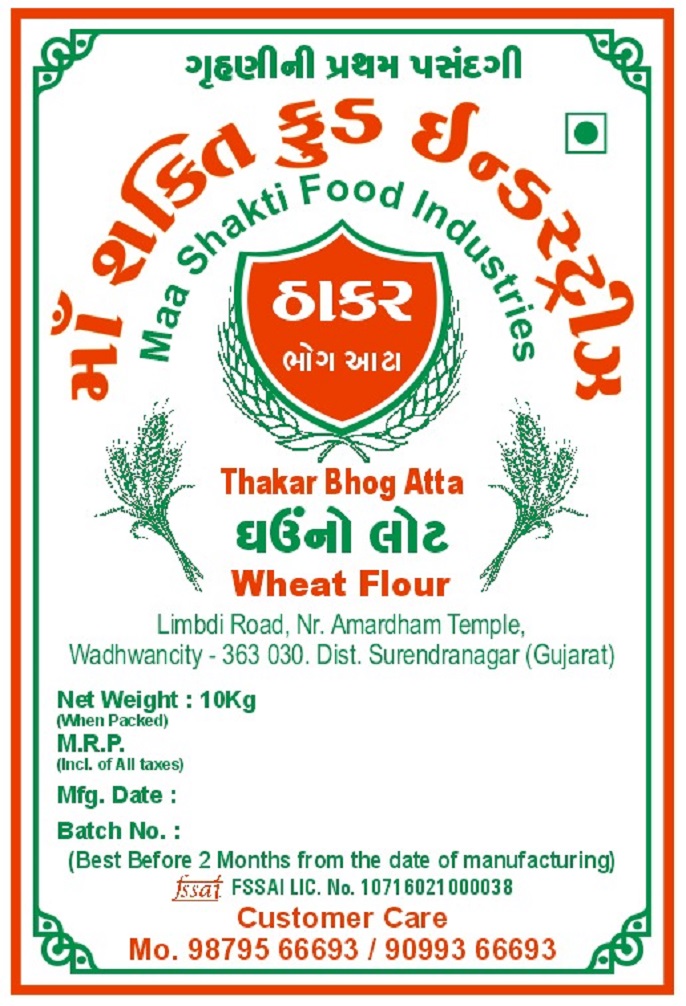 ગૃહણીની પ્રથમ પસંદગી
માઁ શક્તિ ફુડ ઈન્ડસ્ટ્રીઝ
Maa Shakti Food Industries
ઠાકર
ભોગ આટા
Thakar Bhog Atta
ઘઉંનો લોટ
Wheat Flour
Limbdi Road, Nr. Amardham Temple,
Wadhwancity - 363 030. Dist. Surendranagar (Gujarat)
Net Weight : 10Kg
(When Packed)
M.R.P.
(Incl. of All taxes)
Mfg. Date :
Batch No. :
(Best Before 2 Months from the date of manufacturing)
fssai FSSAI LIC. No. 10716021000038
Customer Care
Mo. 98795 66693 / 90993 66693